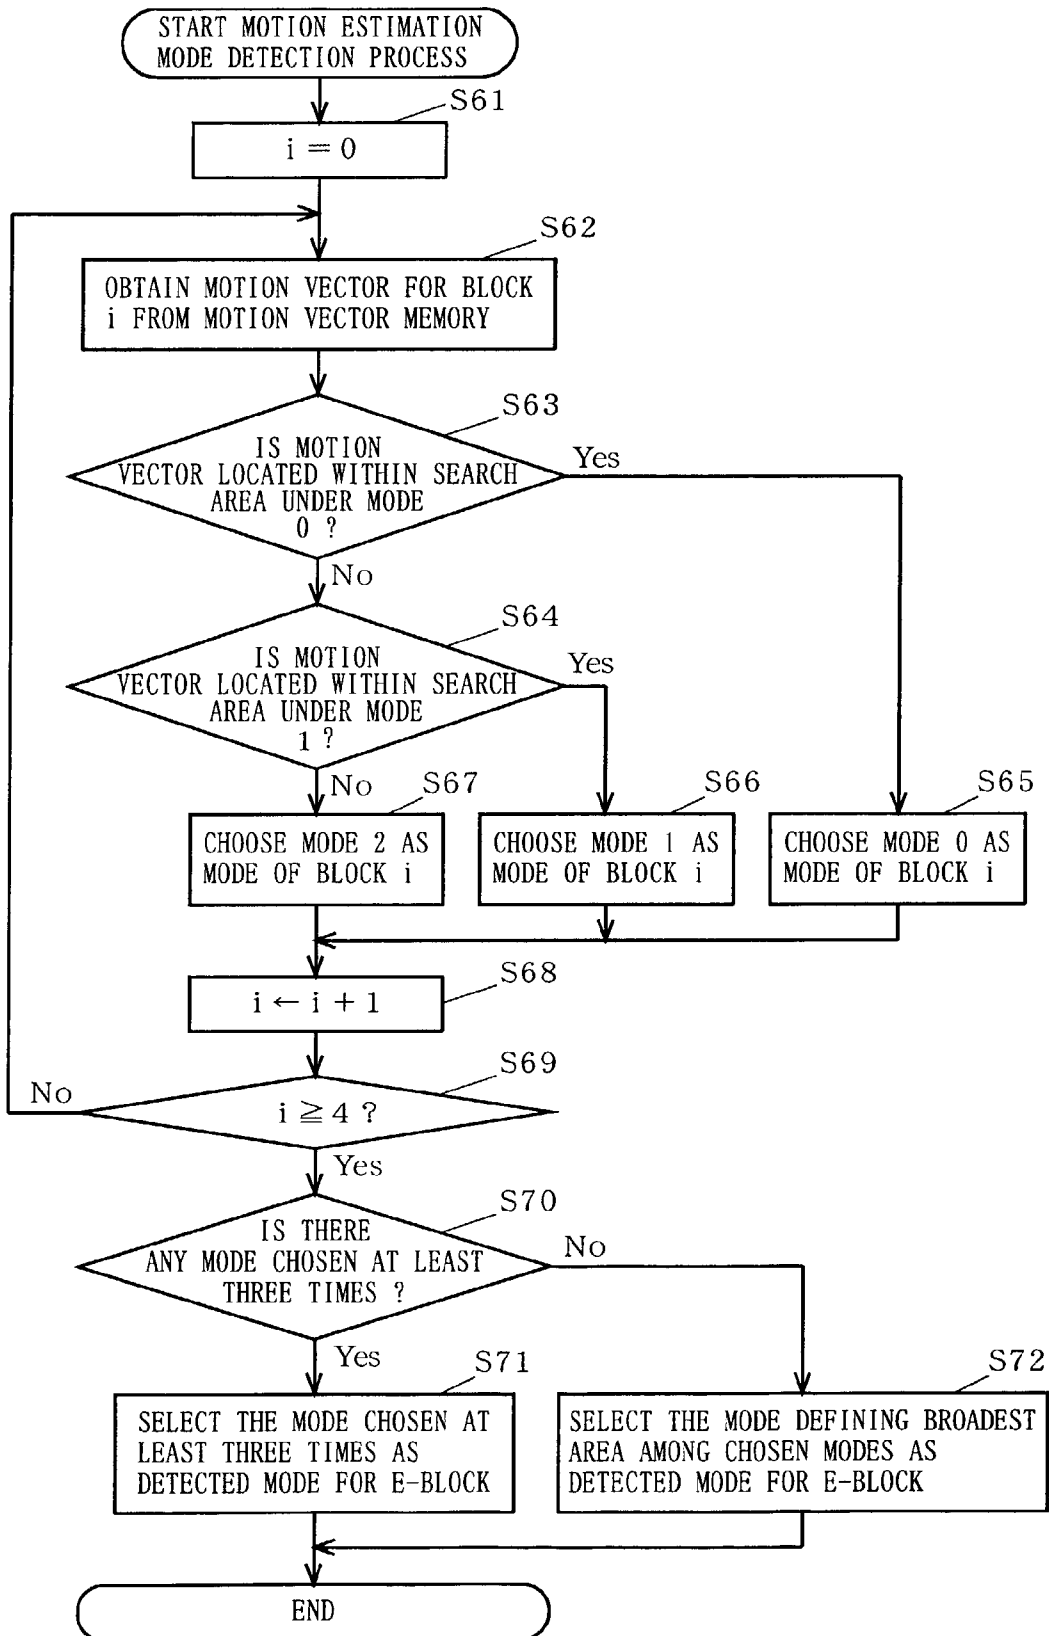 START MOTION ESTIMATION
MODE DETECTION PROCESS
S61
i = 0
S62
OBTAIN MOTION VECTOR FOR BLOCK
i FROM MOTION VECTOR MEMORY
S63
IS MOTION
VECTOR LOCATED WITHIN SEARCH
AREA UNDER MODE
0 ?
Yes
No
S64
IS MOTION
VECTOR LOCATED WITHIN SEARCH
AREA UNDER MODE
1 ?
Yes
No
S67
CHOOSE MODE 2 AS
MODE OF BLOCK i
S66
CHOOSE MODE 1 AS
MODE OF BLOCK i
S65
CHOOSE MODE 0 AS
MODE OF BLOCK i
S68
i ← i + 1
S69
i ≧ 4 ?
No
Yes
S70
IS THERE
ANY MODE CHOSEN AT LEAST
THREE TIMES ?
No
Yes
S71
SELECT THE MODE CHOSEN AT
LEAST THREE TIMES AS
DETECTED MODE FOR E-BLOCK
S72
SELECT THE MODE DEFINING BROADEST
AREA AMONG CHOSEN MODES AS
DETECTED MODE FOR E-BLOCK
END